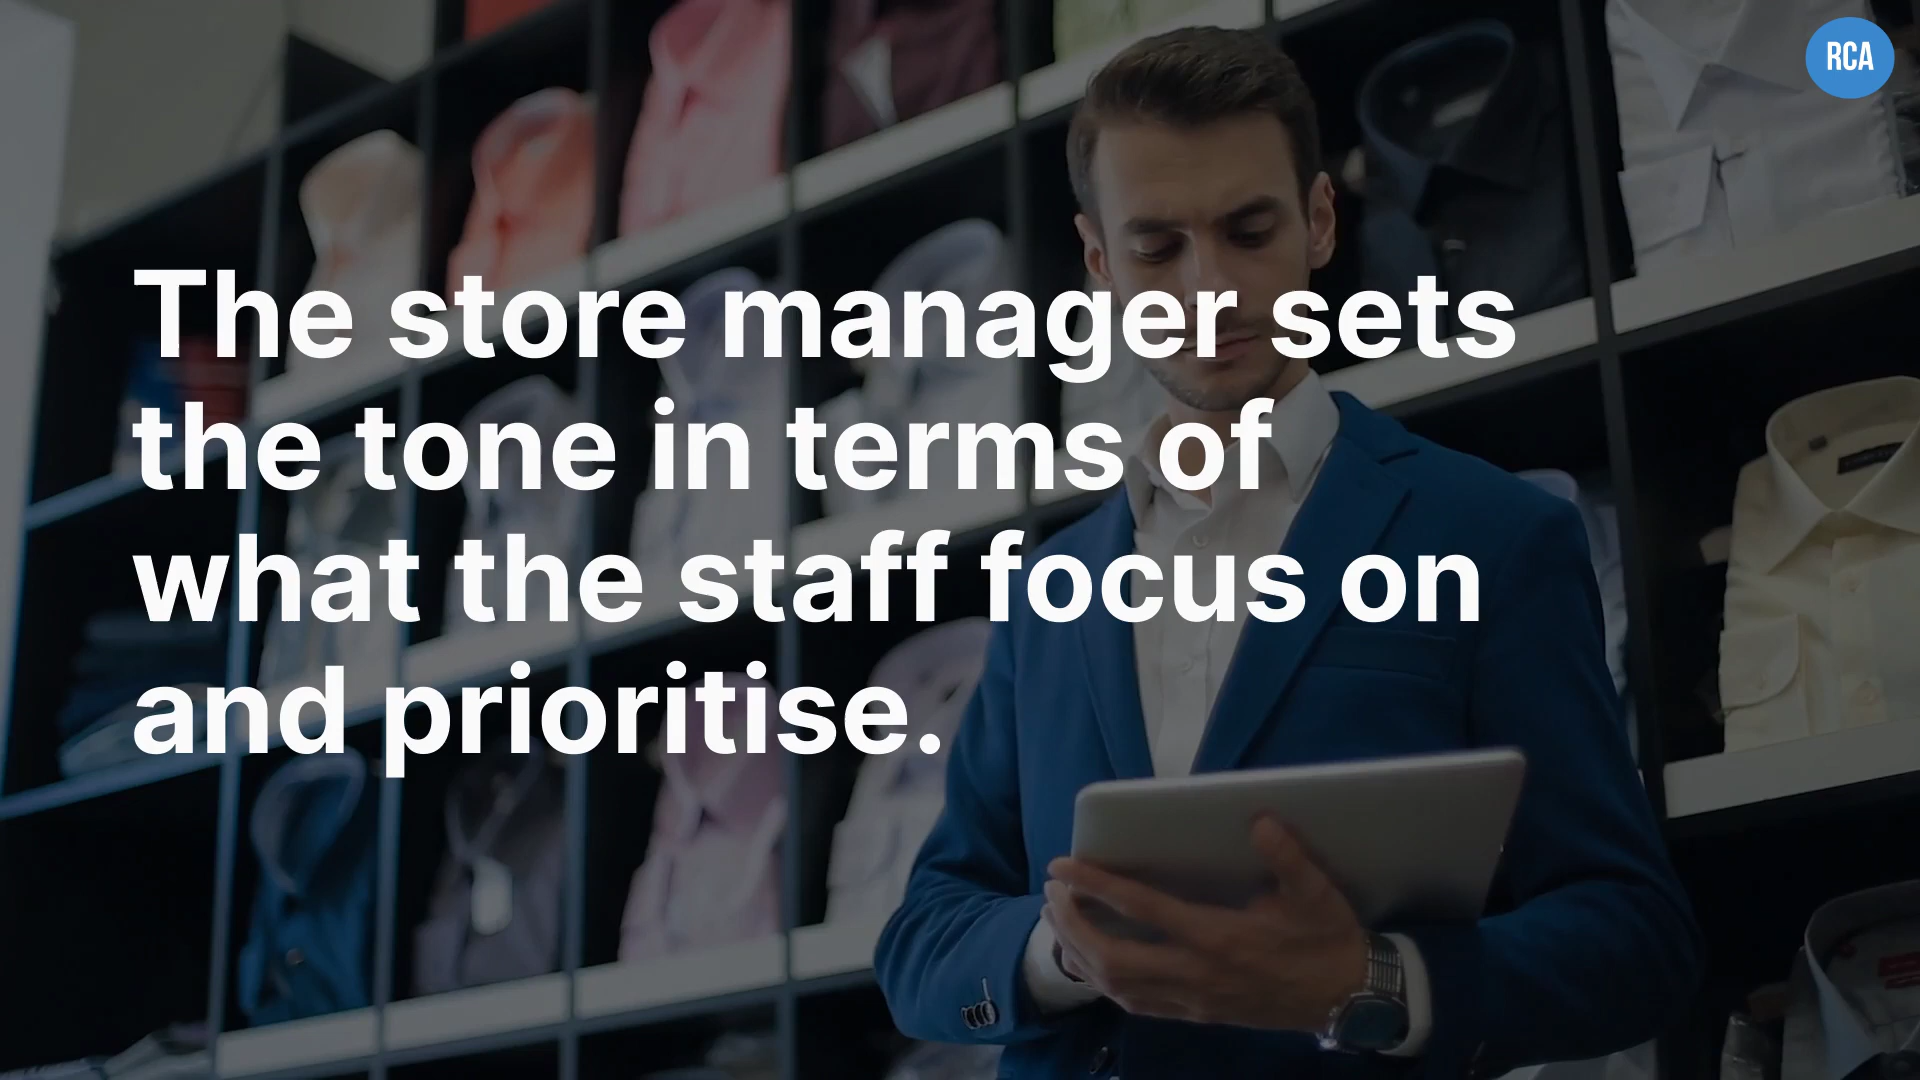 RCA
The store manager sets
the tone in terms of
what the staff focus on
and prioritise.